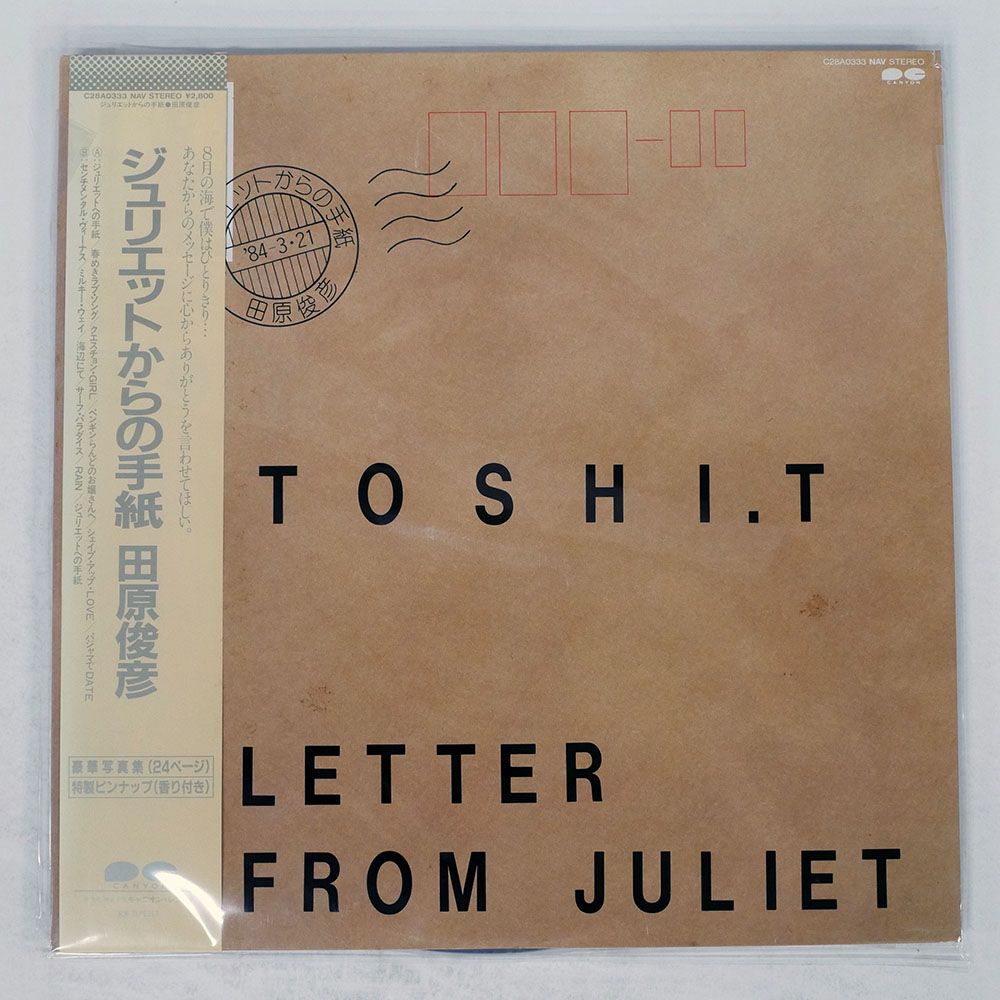 C28A0333 NAV STEREO ¥2,800
ジュリエットからの手紙●田原俊彦
8月の海で僕はひとりきり…
あなたからのメッセージに心からありがとうを言わせてほしい。
Ⓐ:ジュリエットへの手紙/春めきラブ・ソング/クエスチョン・GIRL/ペンギンらんどのお嬢さんへ/シェイプ・アップ・LOVE/パジャマでDATE
Ⓑ:センチメンタル・ヴィーナス/ミルキー・ウェイ/海辺にて/サーフ・パラダイス/RAIN/ジュリエットへの手紙
ジュリエットからの手紙 田原俊彦
豪華写真集(24ページ)
特製ピンナップ(香り付き)
CANYON
C28A0333 NAV STEREO
CANYON
ットからの手紙
'84-3・21
田原俊彦
TOSHI.T
LETTER
FROM JULIET